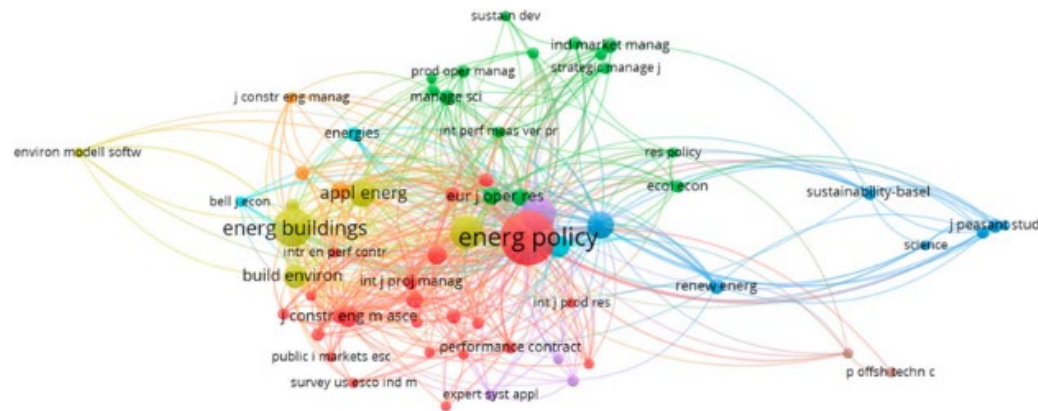 sustain dev
ind market manag
strategic manage j
prod oper manag
manage sci
j constr eng manag
energies
int perf meas ver pr
environ modell softw
res policy
ecol econ
appl energ
eur j oper res
sustainability-basel
bell j econ
energ buildings
energ policy
j peasant stud
science
intr en perf contr
build environ
int j proj manag
renew energ
int j prod res
j constr eng m asce
performance contract
public i markets esc
p offsh techn c
survey us esco ind m
expert syst appl